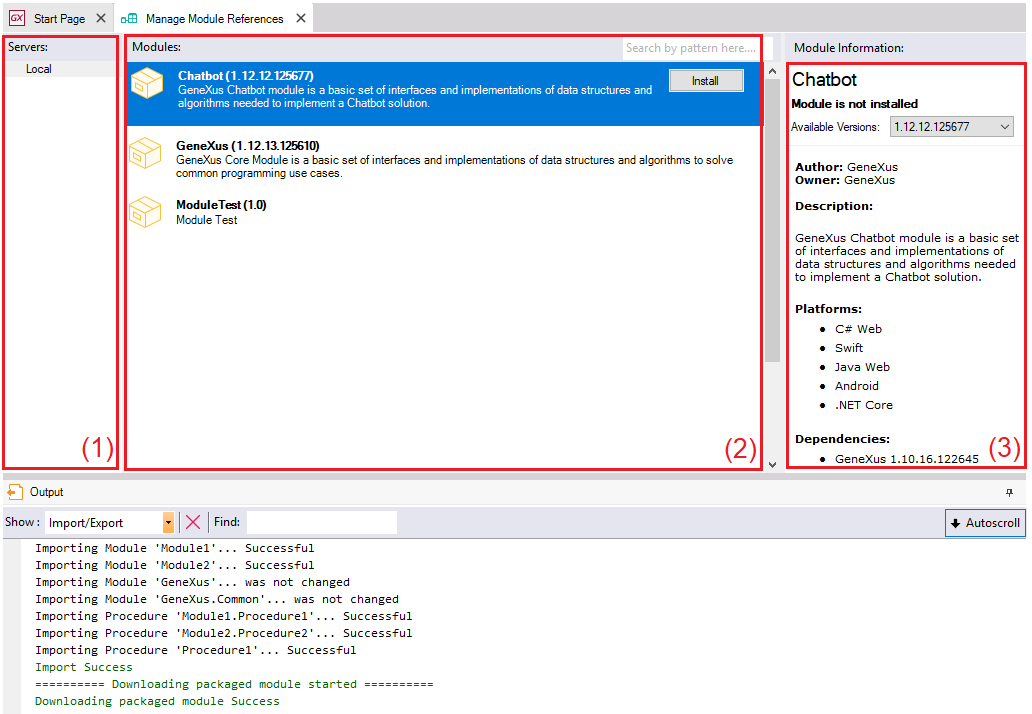 GX Start Page
Manage Module References
Servers:
Local
(1)
Modules:
Search by pattern here....
Chatbot (1.12.12.125677)
GeneXus Chatbot module is a basic set of interfaces and implementations of data structures and
algorithms needed to implement a Chatbot solution.
Install
GeneXus (1.12.13.125610)
GeneXus Core Module is a basic set of interfaces and implementations of data structures and algorithms to solve
common programming use cases.
ModuleTest (1.0)
Module Test
(2)
Module Information:
Chatbot
Module is not installed
Available Versions: 1.12.12.125677
Author: GeneXus
Owner: GeneXus
Description:
GeneXus Chatbot module is a basic set
of interfaces and implementations of
data structures and algorithms needed
to implement a Chatbot solution.
Platforms:
C# Web
Swift
Java Web
Android
.NET Core
Dependencies:
GeneXus 1.10.16.122645
(3)
Output
Show : Import/Export Find: Autoscroll
Importing Module 'Module1'... Successful
Importing Module 'Module2'... Successful
Importing Module 'GeneXus'... was not changed
Importing Module 'GeneXus.Common'... was not changed
Importing Procedure 'Module1.Procedure1'... Successful
Importing Procedure 'Module2.Procedure2'... Successful
Importing Procedure 'Procedure1'... Successful
Import Success
========== Downloading packaged module started ==========
Downloading packaged module Success